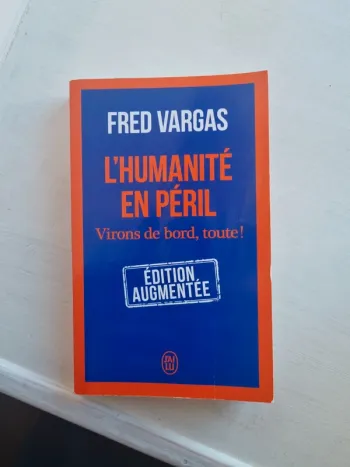 FRED VARGAS
L'HUMANITÉ
EN PÉRIL
Virons de bord, toute !
ÉDITION
AUGMENTÉE
J'AI
LU